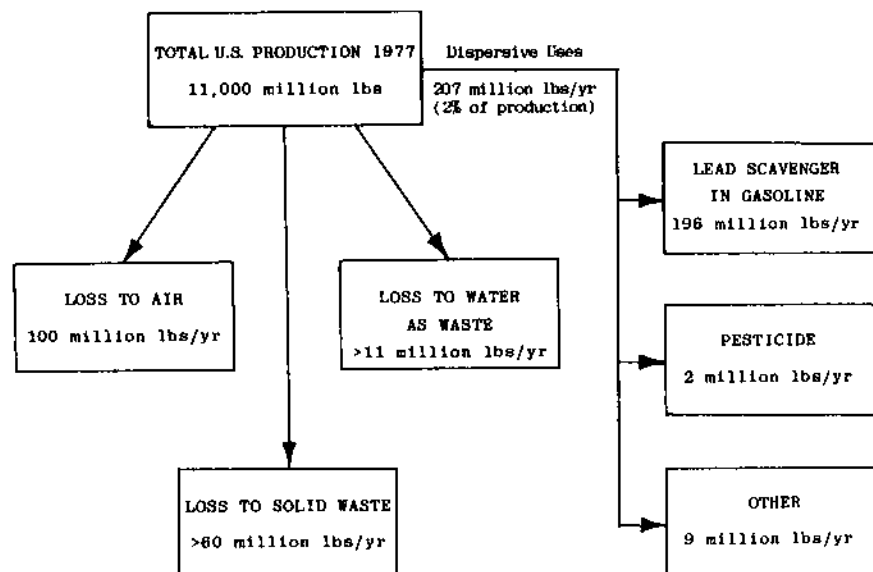 TOTAL U.S. PRODUCTION 1977
11,000 million lbs
Dispersive Uses
207 million lbs/yr
(2% of production)
LEAD SCAVENGER
IN GASOLINE
196 million lbs/yr
LOSS TO AIR
100 million lbs/yr
LOSS TO WATER
AS WASTE
>11 million lbs/yr
PESTICIDE
2 million lbs/yr
LOSS TO SOLID WASTE
>60 million lbs/yr
OTHER
9 million lbs/yr